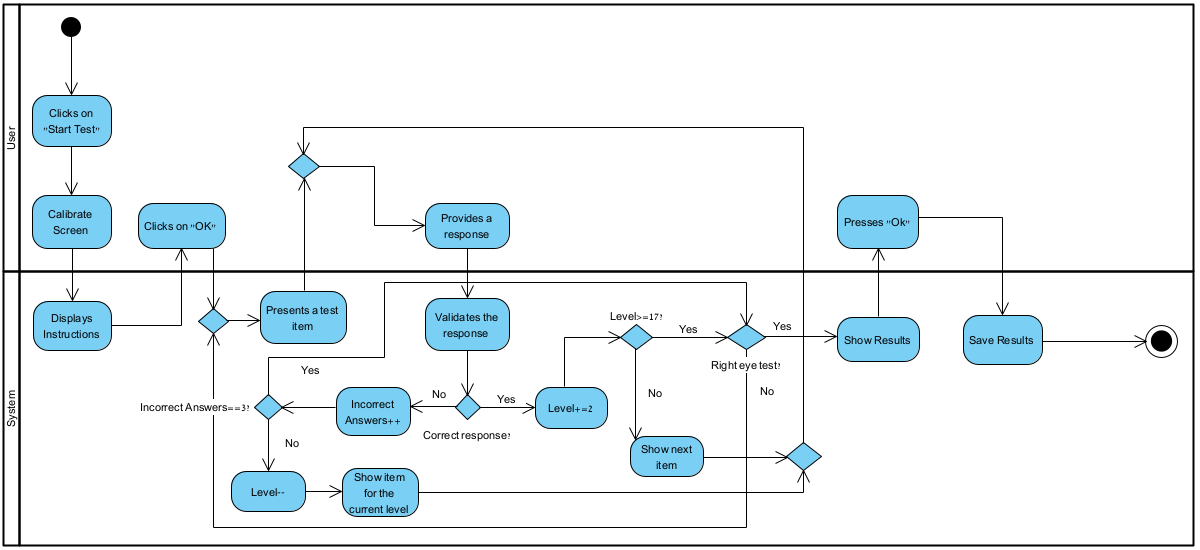 User
Clicks on
"Start Test"
Calibrate
Screen
Clicks on "OK"
Provides a
response
Presses "Ok"
System
Displays
Instructions
Presents a test
item
Validates the
response
Level>=17?
Yes
Yes
Right eye test?
No
Show Results
Save Results
Yes
Incorrect Answers==3?
Incorrect
Answers++
No
Yes
Correct response?
Level+=2
No
No
Show next
item
Level--
Show item
for the
current level